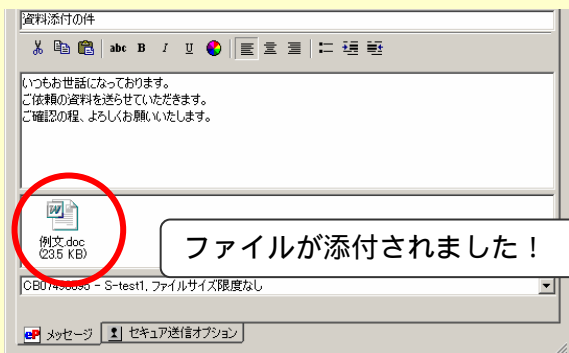 資料添付の件
abc B I U
いつもお世話になっております。
ご依頼の資料を送らせていただきます。
ご確認の程、よろしくお願いいたします。
例文.doc
(23.5 KB)
ファイルが添付されました！
S-test1, ファイルサイズ限度なし
eP メッセージ セキュア送信オプション